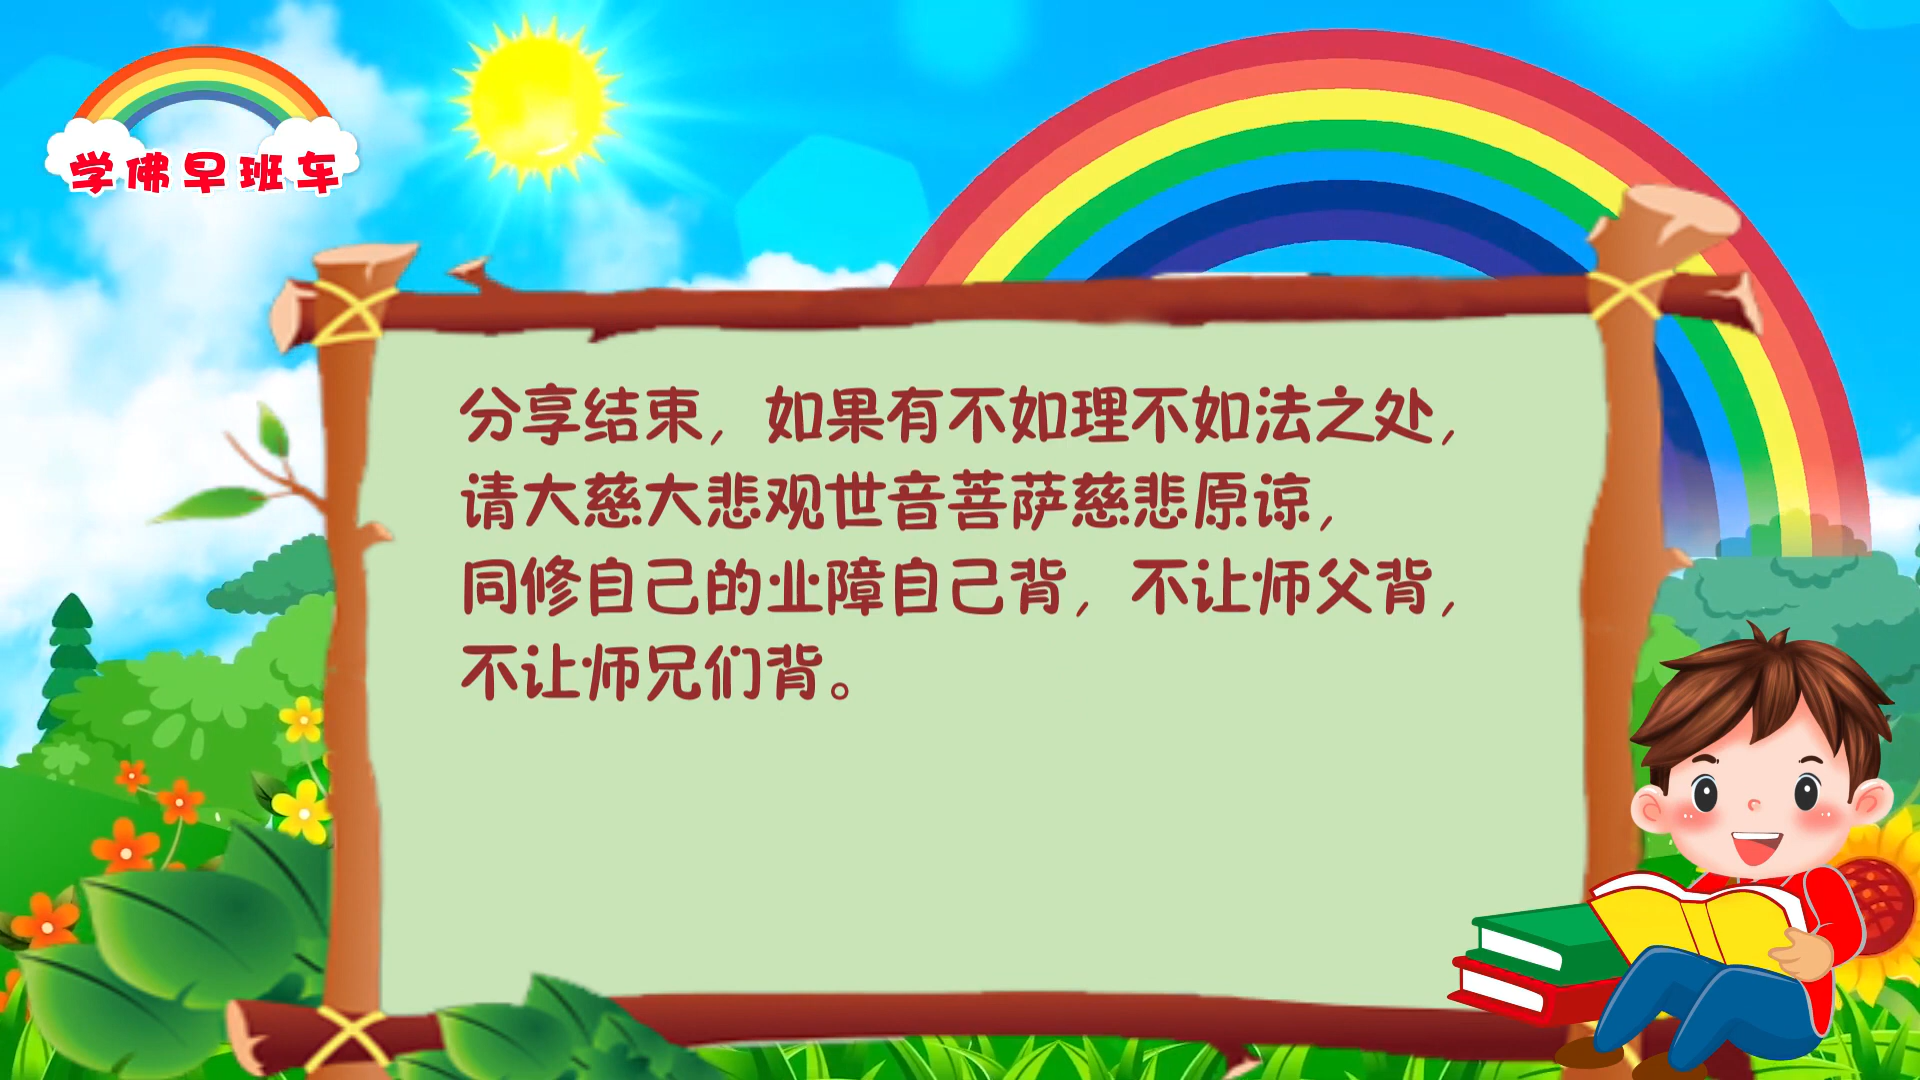 学佛早班车
分享结束，如果有不如理不如法之处，
请大慈大悲观世音菩萨慈悲原谅，
同修自己的业障自己背，不让师父背，
不让师兄们背。